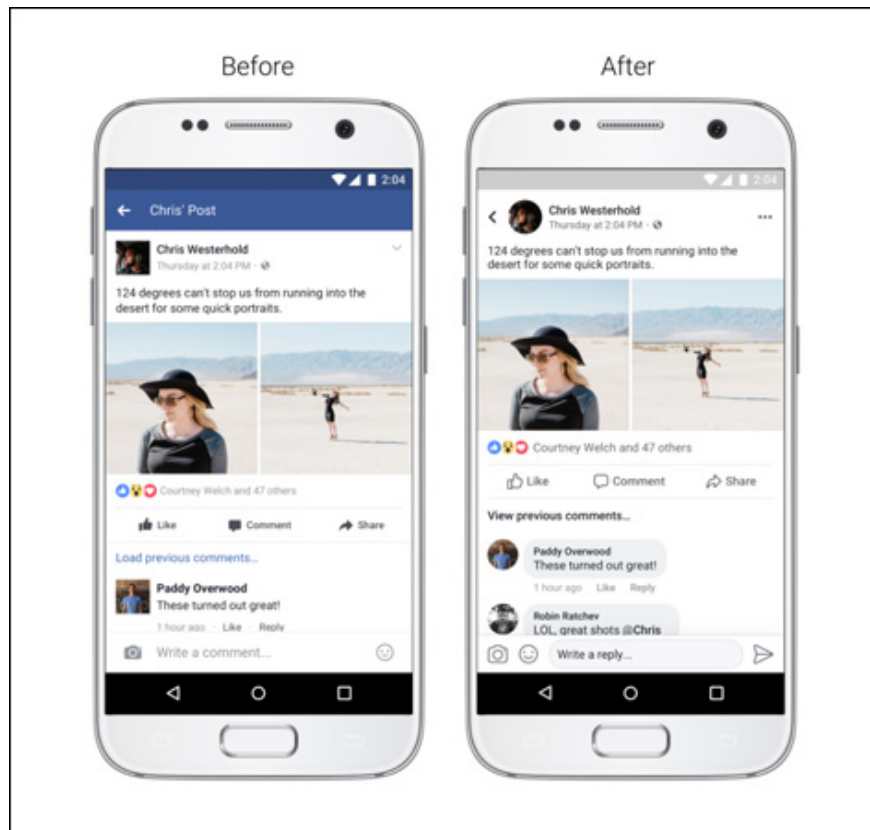 Before
2:04
Chris' Post
Chris Westerhold
Thursday at 2:04 PM ·
124 degrees can't stop us from running into the
desert for some quick portraits.
Courtney Welch and 47 others
Like Comment Share
Load previous comments...
Paddy Overwood
These turned out great!
1 hour ago · Like · Reply
Write a comment...
After
2:04
Chris Westerhold
Thursday at 2:04 PM ·
124 degrees can't stop us from running into the
desert for some quick portraits.
Courtney Welch and 47 others
Like Comment Share
View previous comments...
Paddy Overwood
These turned out great!
1 hour ago Like Reply
Robin Ratchev
LOL, great shots @Chris
Write a reply...